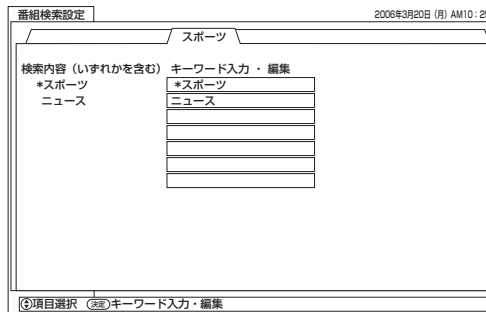 番組検索設定 2006年3月20日 (月) AM10:25
スポーツ
検索内容 (いずれかを含む) キーワード入力 ・ 編集
*スポーツ *スポーツ
ニュース ニュース
項目選択 決定 キーワード入力・編集